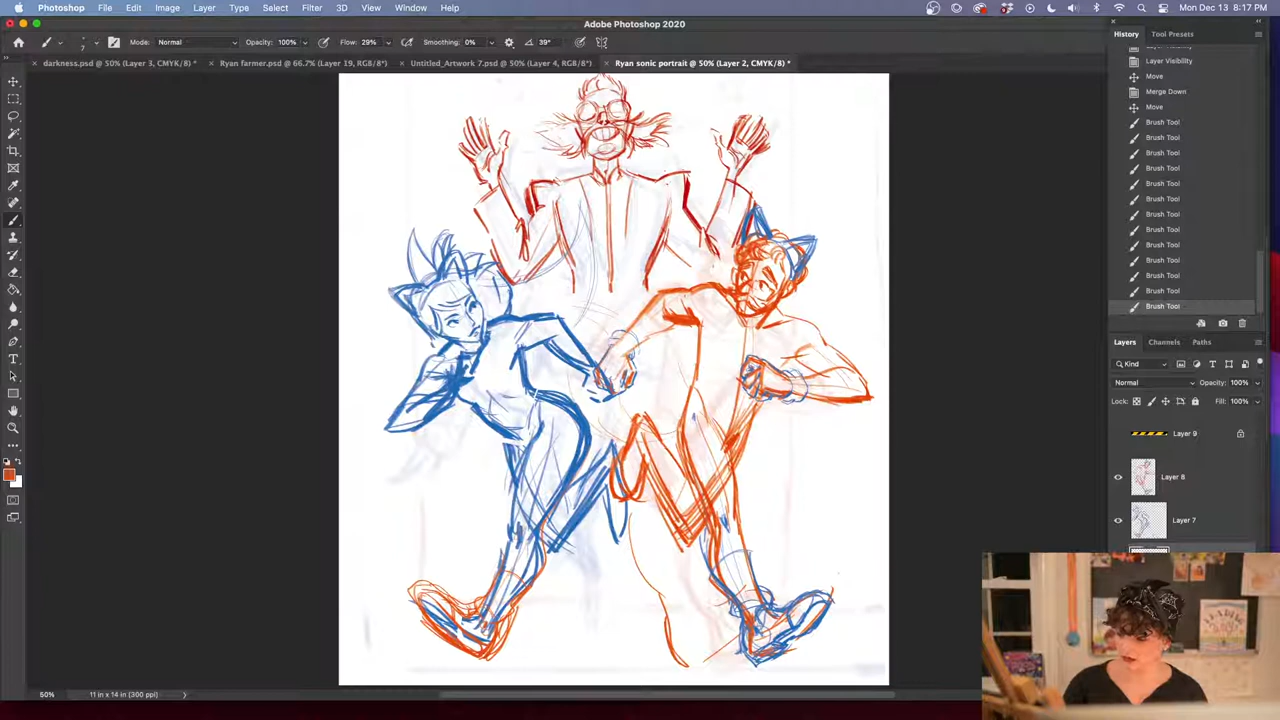 Photoshop File Edit Image Layer Type Select Filter 3D View Window Help Mon Dec 13 8:17 PM
Adobe Photoshop 2020
Mode: Normal Opacity: 100% Flow: 29% Smoothing: 0% 39°
7
darkness.psd @ 50% (Layer 3, CMYK/8) * Ryan farmer.psd @ 66.7% (Layer 19, RGB/8*) Untitled_Artwork 7.psd @ 50% (Layer 4, RGB/8*) Ryan sonic portrait @ 50% (Layer 2, CMYK/8) *
History Tool Presets
Layer Visibility
Move
Merge Down
Move
Brush Tool
Brush Tool
Brush Tool
Brush Tool
Brush Tool
Brush Tool
Brush Tool
Brush Tool
Brush Tool
Brush Tool
Brush Tool
Brush Tool
Brush Tool
Layers Channels Paths
Kind
Normal Opacity: 100%
Lock: Fill: 100%
Layer 9
Layer 8
Layer 7
50% 11 in x 14 in (300 ppi)